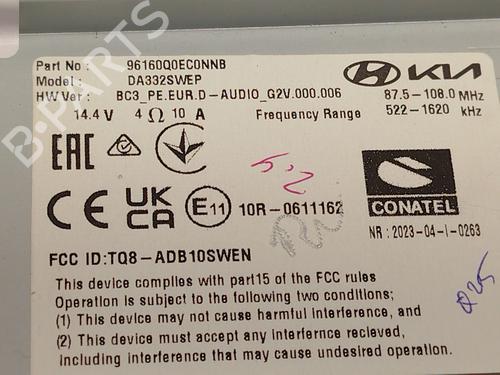 Part No : 96160Q0EC0NNB
Model : DA332SWEP
HW Ver : BC3_PE.EUR.D-AUDIO_G2V.000.006
14.4 V 4 Ω 10 A
KIA
87.5-108.0 MHz
Frequency Range 522-1620 kHz
EAC
CE UK CA E11 10R-0611162
CONATEL
NR : 2023-04-I-0263
FCC ID:TQ8-ADB10SWEN
This device complies with part15 of the FCC rules
Operation is subject to the following two conditions:
(1) This device may not cause harmful interference, and
(2) This device must accept any interfernce recieved,
including interference that may cause undesired operation.
B-PARTS